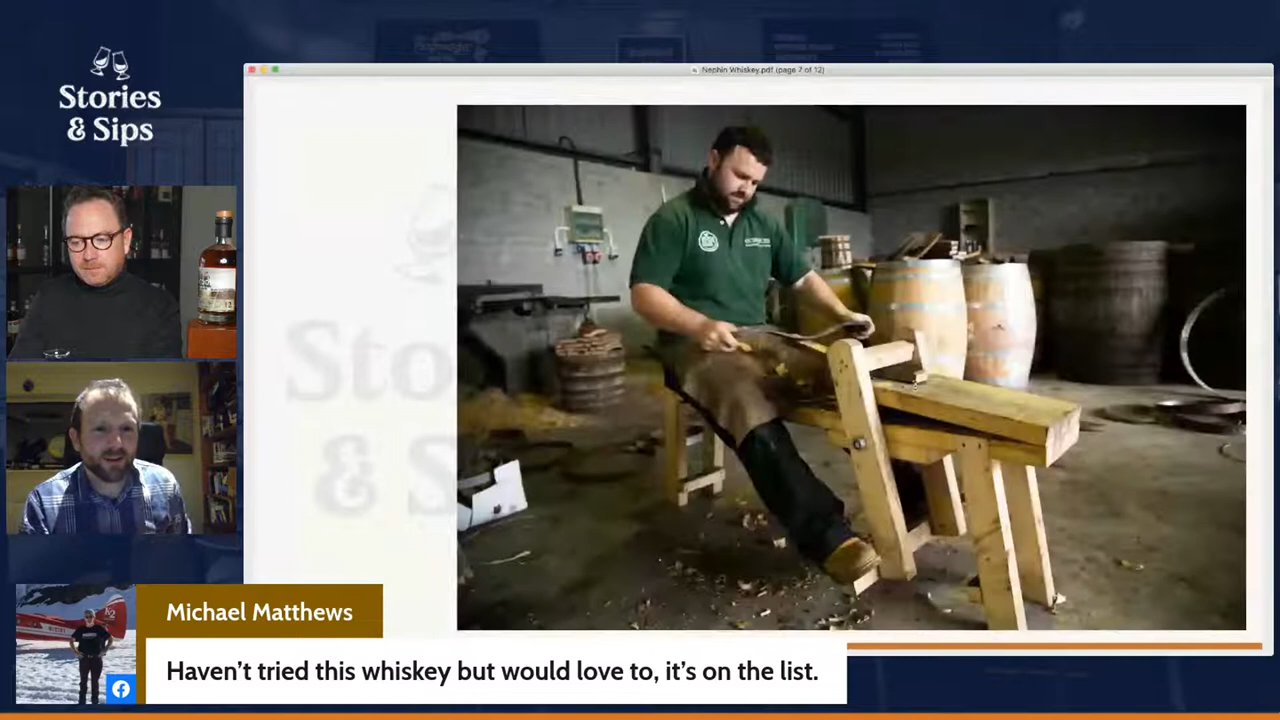 Stories
& Sips
Nephin Whiskey.pdf (page 7 of 12)
Michael Matthews
Haven't tried this whiskey but would love to, it's on the list.